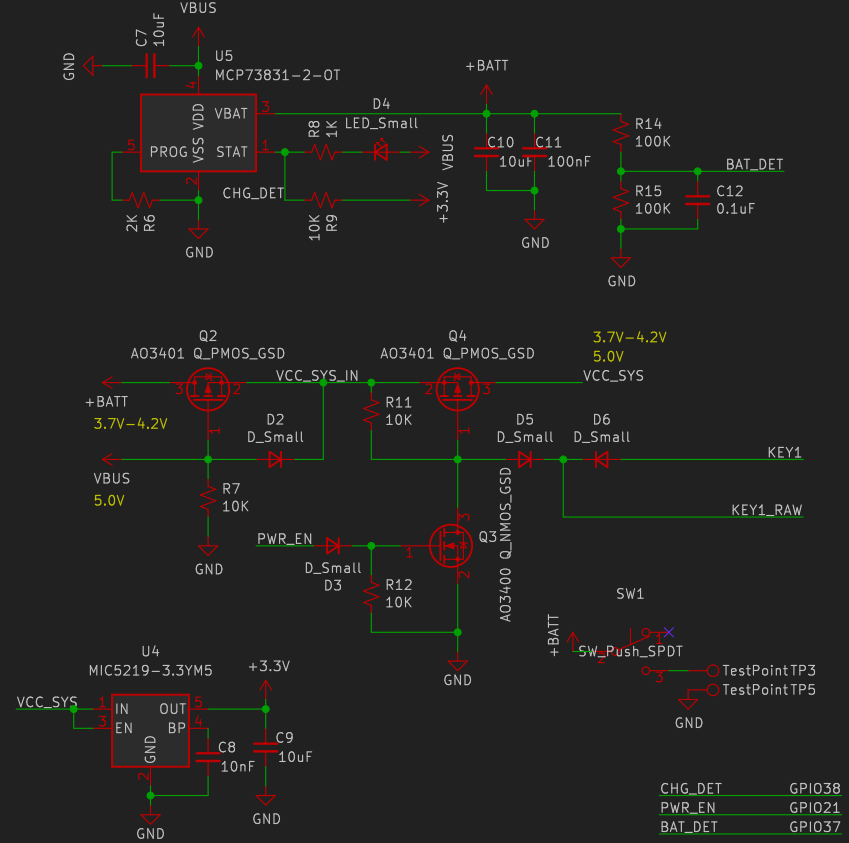 VBUS
C7
10uF
GND
U5
MCP73831-2-OT
4
VDD
VBAT
3
5
PROG
VSS
STAT
1
2
2K
R6
GND
CHG_DET
R8
1K
D4
LED_Small
VBUS
10K
R9
+3.3V
+BATT
C10
10uF
C11
100nF
GND
R14
100K
BAT_DET
R15
100K
C12
0.1uF
GND
Q2
AO3401 Q_PMOS_GSD
3
2
1
+BATT
3.7V-4.2V
VCC_SYS_IN
VBUS
5.0V
D2
D_Small
R7
10K
GND
R11
10K
Q4
AO3401 Q_PMOS_GSD
2
3
1
3.7V-4.2V
5.0V
VCC_SYS
D5
D_Small
D6
D_Small
KEY1
KEY1_RAW
PWR_EN
D_Small
D3
1
3
2
Q3
AO3400 Q_NMOS_GSD
R12
10K
GND
SW1
+BATT
1
2
SW_Push_SPDT
3
TestPointTP3
TestPointTP5
GND
U4
MIC5219-3.3YM5
VCC_SYS
1
IN
OUT
5
3
EN
BP
4
GND
2
+3.3V
C8
10nF
C9
10uF
GND
GND
CHG_DET GPIO38
PWR_EN GPIO21
BAT_DET GPIO37